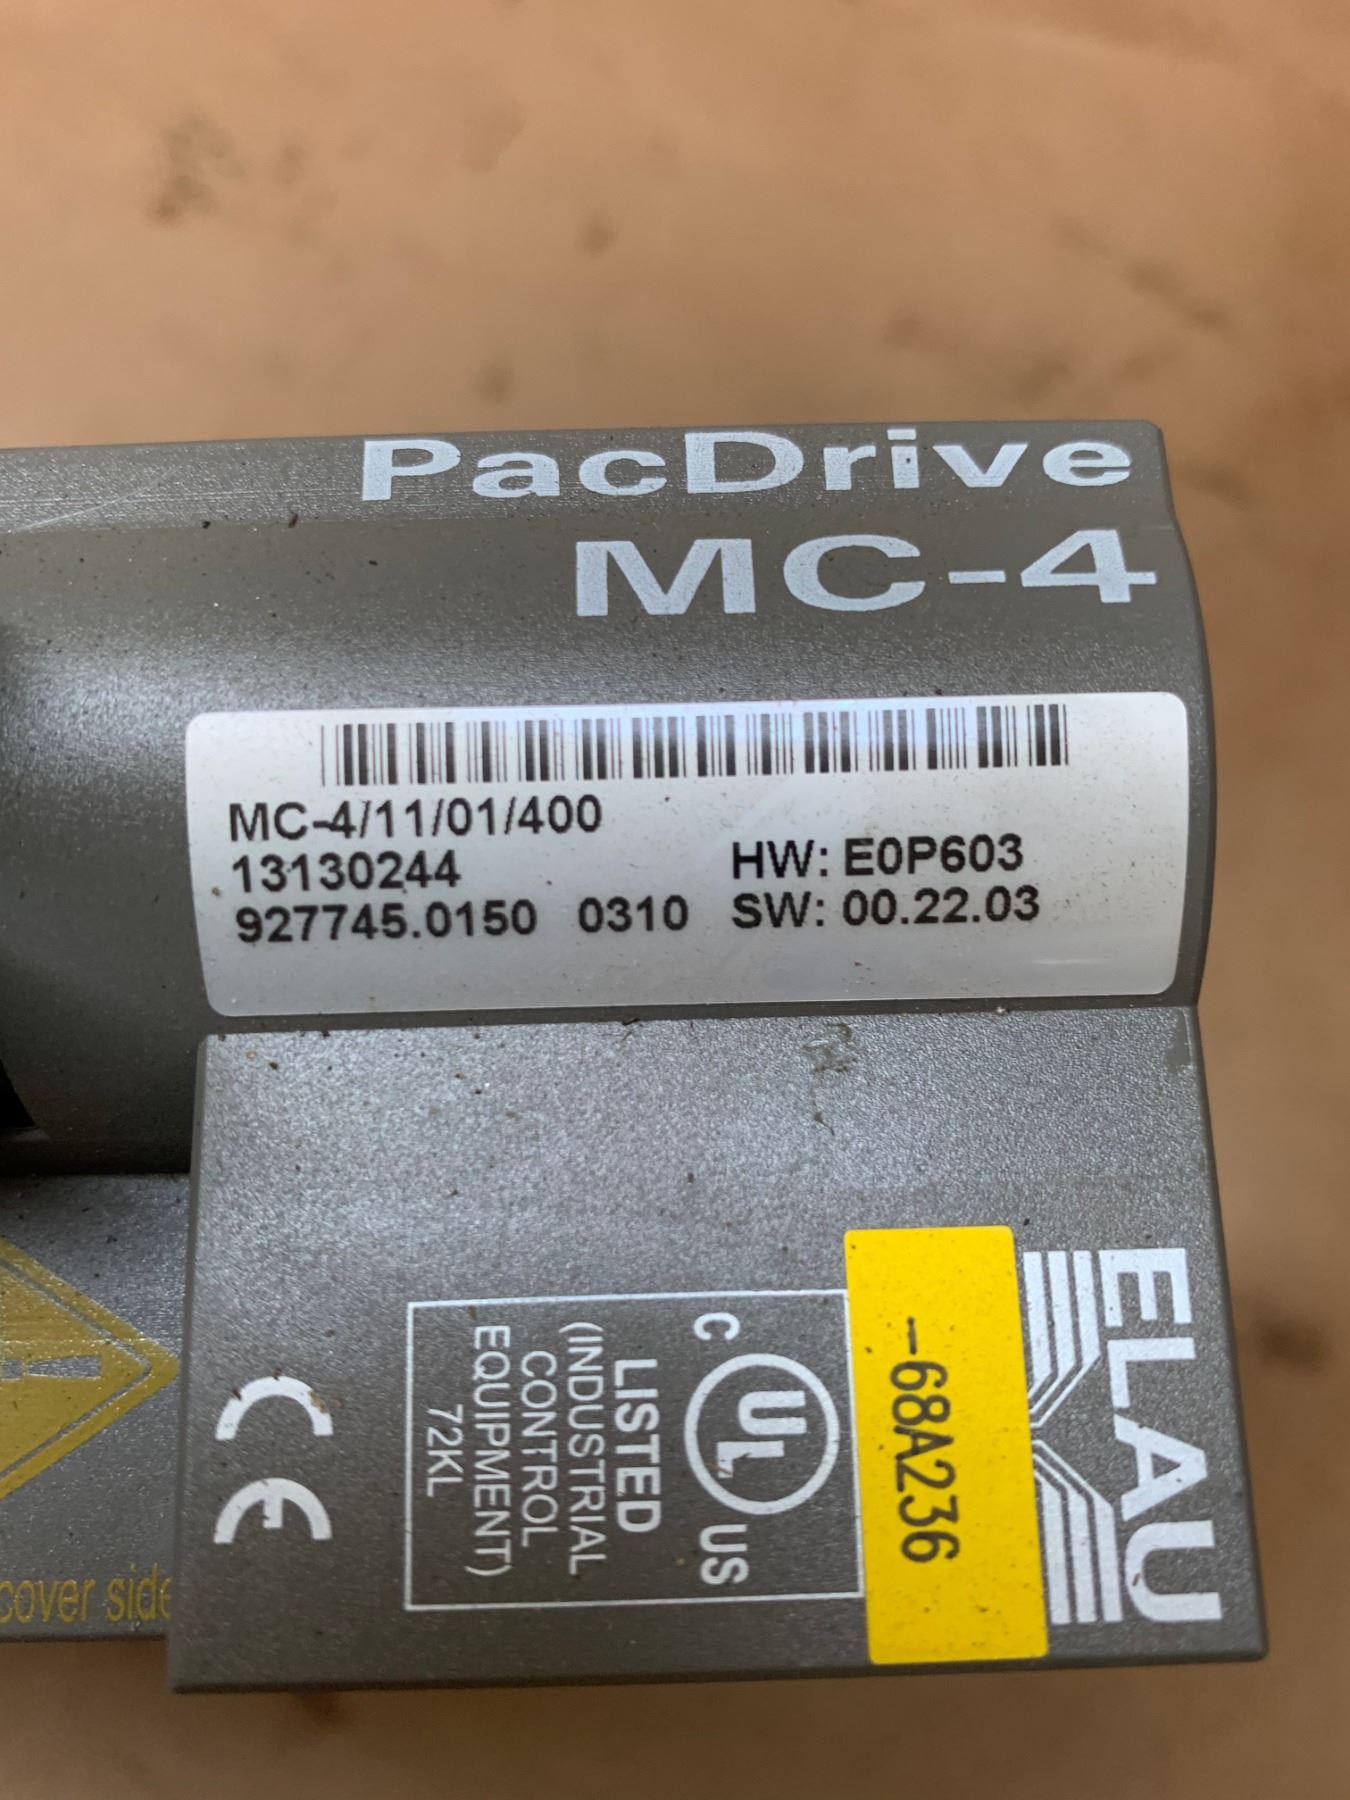 PacDrive
MC-4
MC-4/11/01/400
13130244 HW: E0P603
927745.0150 0310 SW: 00.22.03
ELAU
-68A236
C UL US
LISTED
(INDUSTRIAL
CONTROL
EQUIPMENT)
72KL
CE
cover side